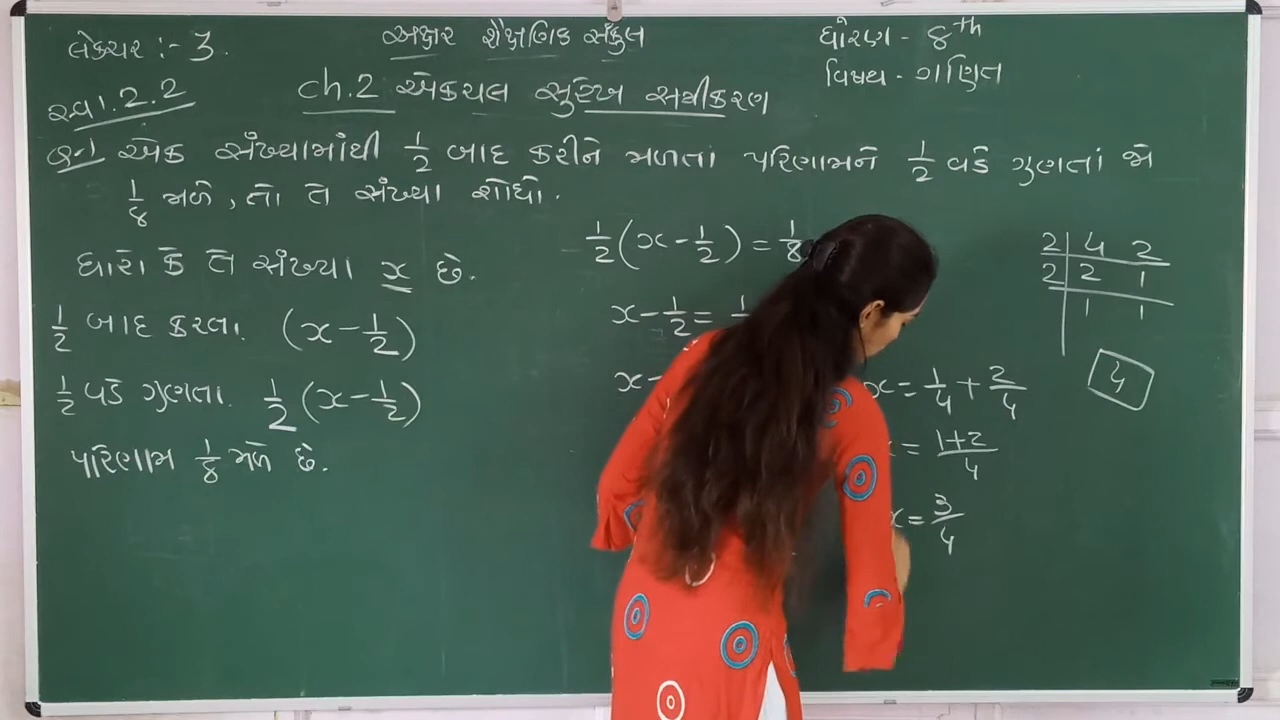 લેક્ચર :- 3.
અક્ષર શૈક્ષણિક સંકુલ
ધોરણ - 8th
વિષય - ગણિત
સ્વા. 2.2
ch.2 એકચલ સુરેખ સમીકરણ
Q-1 એક સંખ્યામાંથી 1/2 બાદ કરીને મળતા પરિણામને 1/2 વડે ગુણતાં જો
1/8 મળે, તો તે સંખ્યા શોધો.
ધારો કે તે સંખ્યા x છે.
1/2 બાદ કરતા. (x - 1/2)
1/2 વડે ગુણતા. 1/2 (x - 1/2)
પરિણામ 1/8 મળે છે.
1/2 (x - 1/2) = 1/8
x - 1/2 = 1
x -
x = 1/4 + 2/4
= 1+2/4
x = 3/4
2 | 4 2
2 | 2 1
| 1 1
4